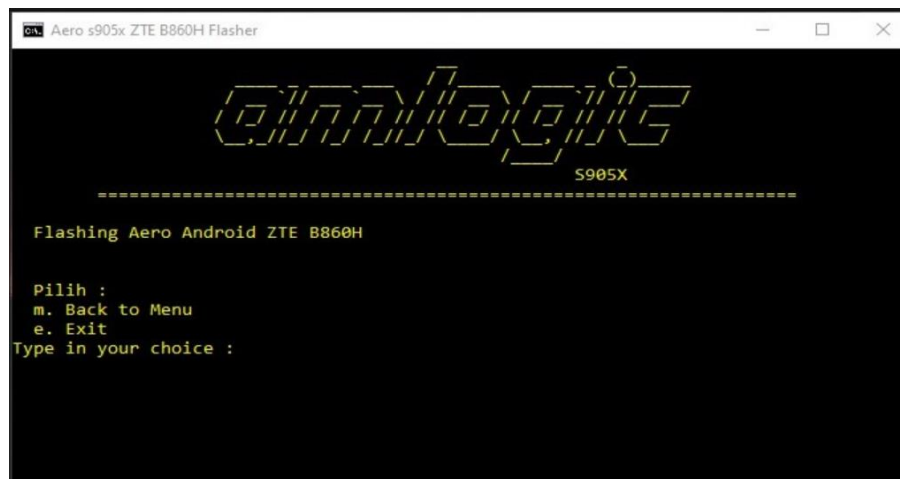 Aero s905x ZTE B860H Flasher
amlogic
S905X
Flashing Aero Android ZTE B860H
Pilih :
m. Back to Menu
e. Exit
Type in your choice :